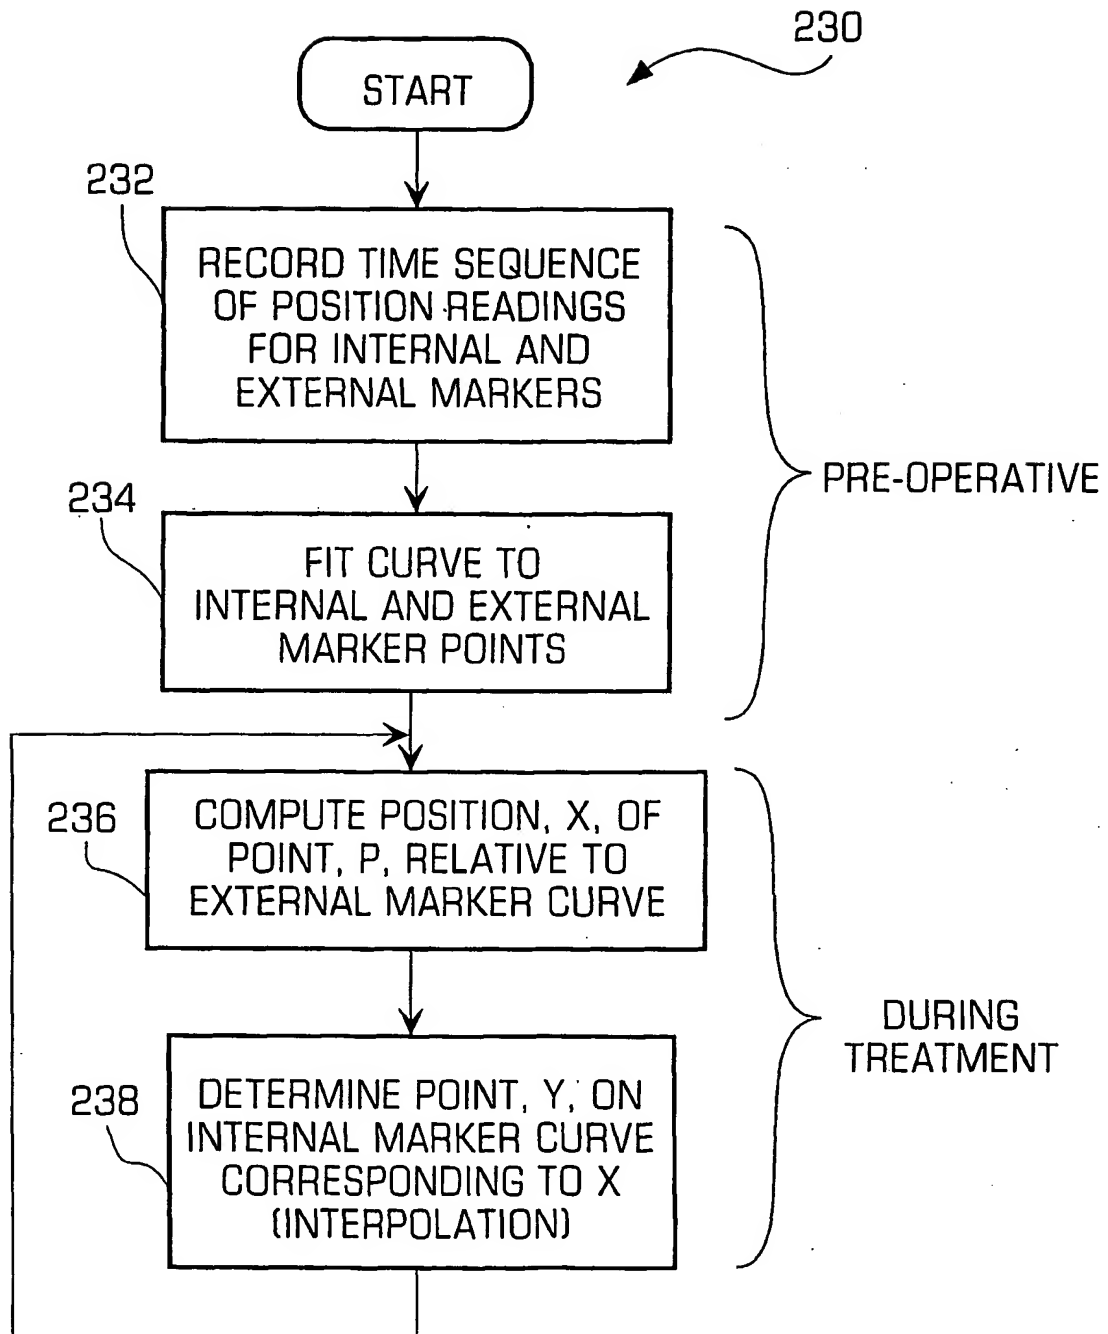 230
START
232
RECORD TIME SEQUENCE
OF POSITION READINGS
FOR INTERNAL AND
EXTERNAL MARKERS
PRE-OPERATIVE
234
FIT CURVE TO
INTERNAL AND EXTERNAL
MARKER POINTS
236
COMPUTE POSITION, X, OF
POINT, P, RELATIVE TO
EXTERNAL MARKER CURVE
DURING
TREATMENT
238
DETERMINE POINT, Y, ON
INTERNAL MARKER CURVE
CORRESPONDING TO X
(INTERPOLATION)